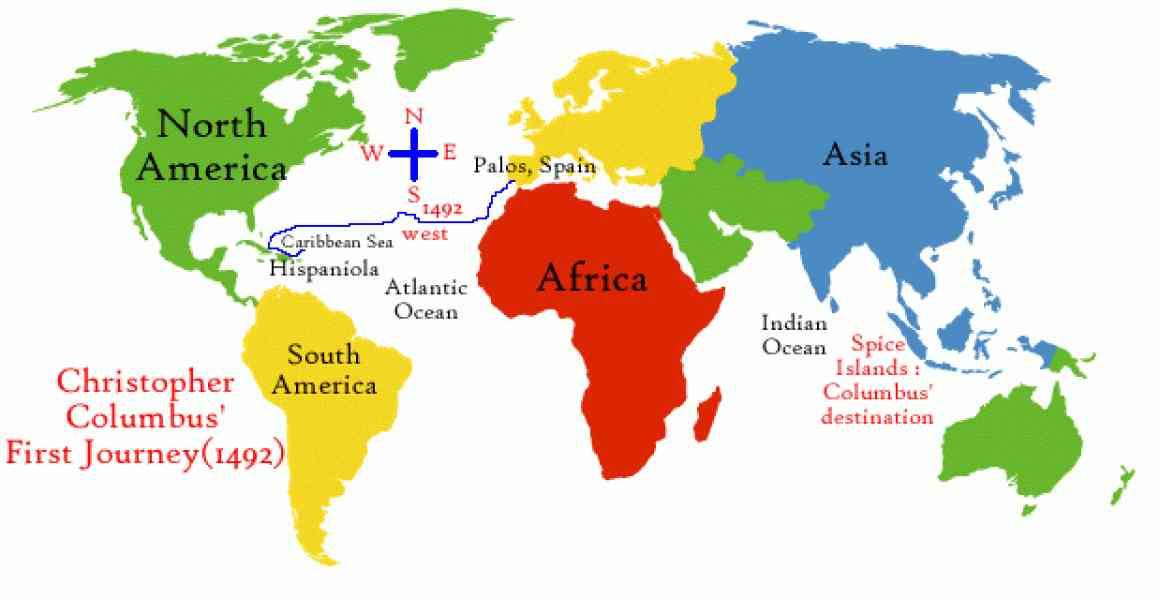 North
America
N
W
E
S
Palos, Spain
1492
west
Asia
Caribbean Sea
Hispaniola
Atlantic
Ocean
Africa
Indian
Ocean
Spice
Islands :
Columbus'
destination
South
America
Christopher
Columbus'
First Journey(1492)